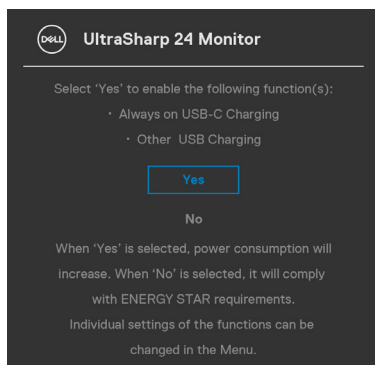 DELL UltraSharp 24 Monitor
Select ‘Yes’ to enable the following function(s):
• Always on USB-C Charging
• Other USB Charging
Yes
No
When ‘Yes’ is selected, power consumption will
increase. When ‘No’ is selected, it will comply
with ENERGY STAR requirements.
Individual settings of the functions can be
changed in the Menu.